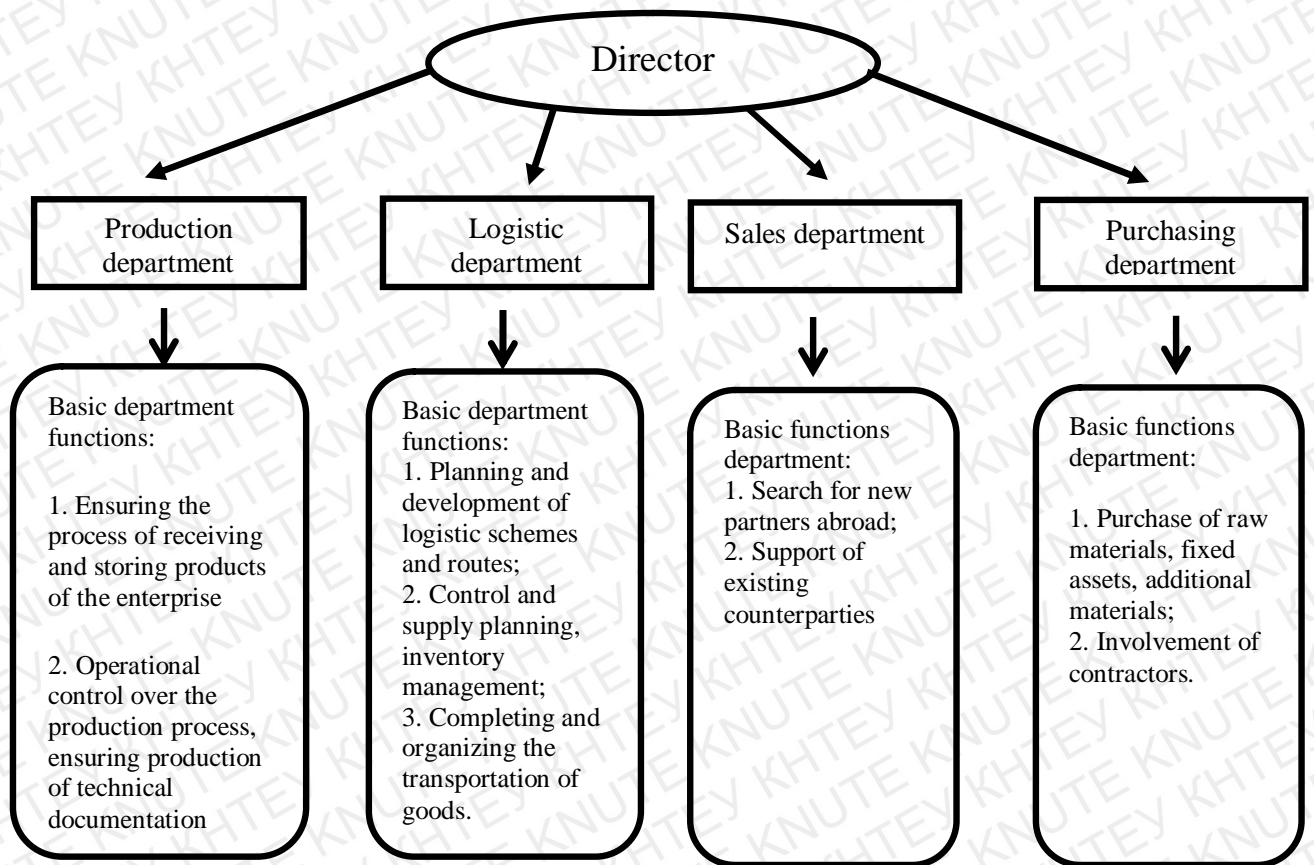 Director
Production
department
Logistic
department
Sales department
Purchasing
department
Basic department
functions:
1. Ensuring the
process of receiving
and storing products
of the enterprise
2. Operational
control over the
production process,
ensuring production
of technical
documentation
Basic department
functions:
1. Planning and
development of
logistic schemes
and routes;
2. Control and
supply planning,
inventory
management;
3. Completing and
organizing the
transportation of
goods.
Basic functions
department:
1. Search for new
partners abroad;
2. Support of
existing
counterparties
Basic functions
department:
1. Purchase of raw
materials, fixed
assets, additional
materials;
2. Involvement of
contractors.